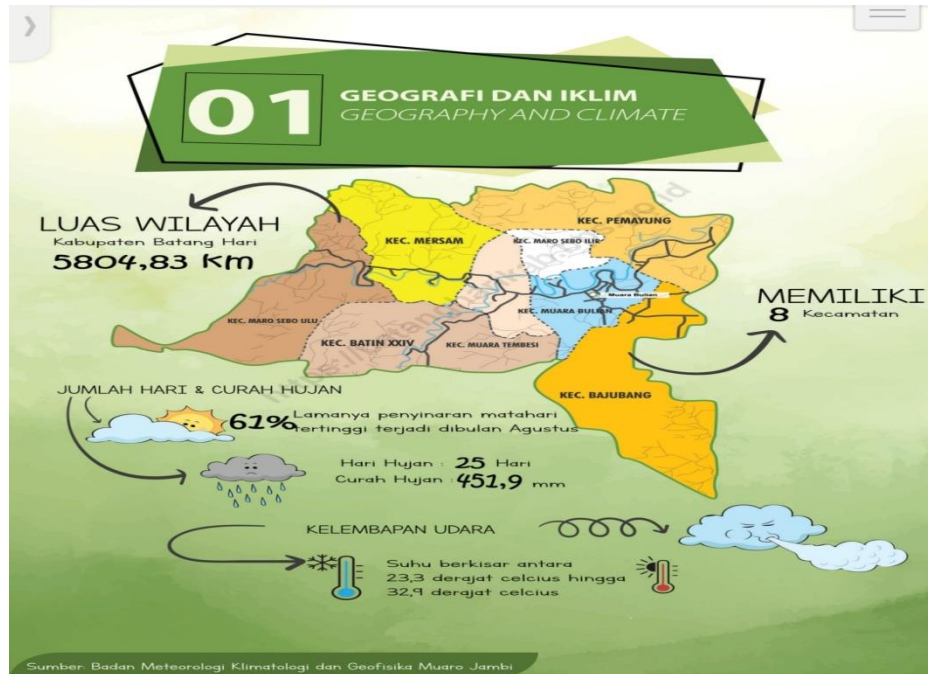 01
GEOGRAFI DAN IKLIM
GEOGRAPHY AND CLIMATE
LUAS WILAYAH
Kabupaten Batang Hari
5804,83 Km
KEC. PEMAYUNG
KEC. MERSAM
KEC. MARO SEBO ILIR
Muara Bulian
KEC. MUARA BULIAN
KEC. MARO SEBO ULU
KEC. BATIN XXIV
KEC. MUARA TEMBESI
KEC. BAJUBANG
MEMILIKI
8 Kecamatan
JUMLAH HARI & CURAH HUJAN
61% Lamanya penyinaran matahari
tertinggi terjadi dibulan Agustus
Hari Hujan : 25 Hari
Curah Hujan : 451,9 mm
KELEMBAPAN UDARA
Suhu berkisar antara
23,3 derajat celcius hingga
32,9 derajat celcius
Sumber: Badan Meteorologi Klimatologi dan Geofisika Muaro Jambi